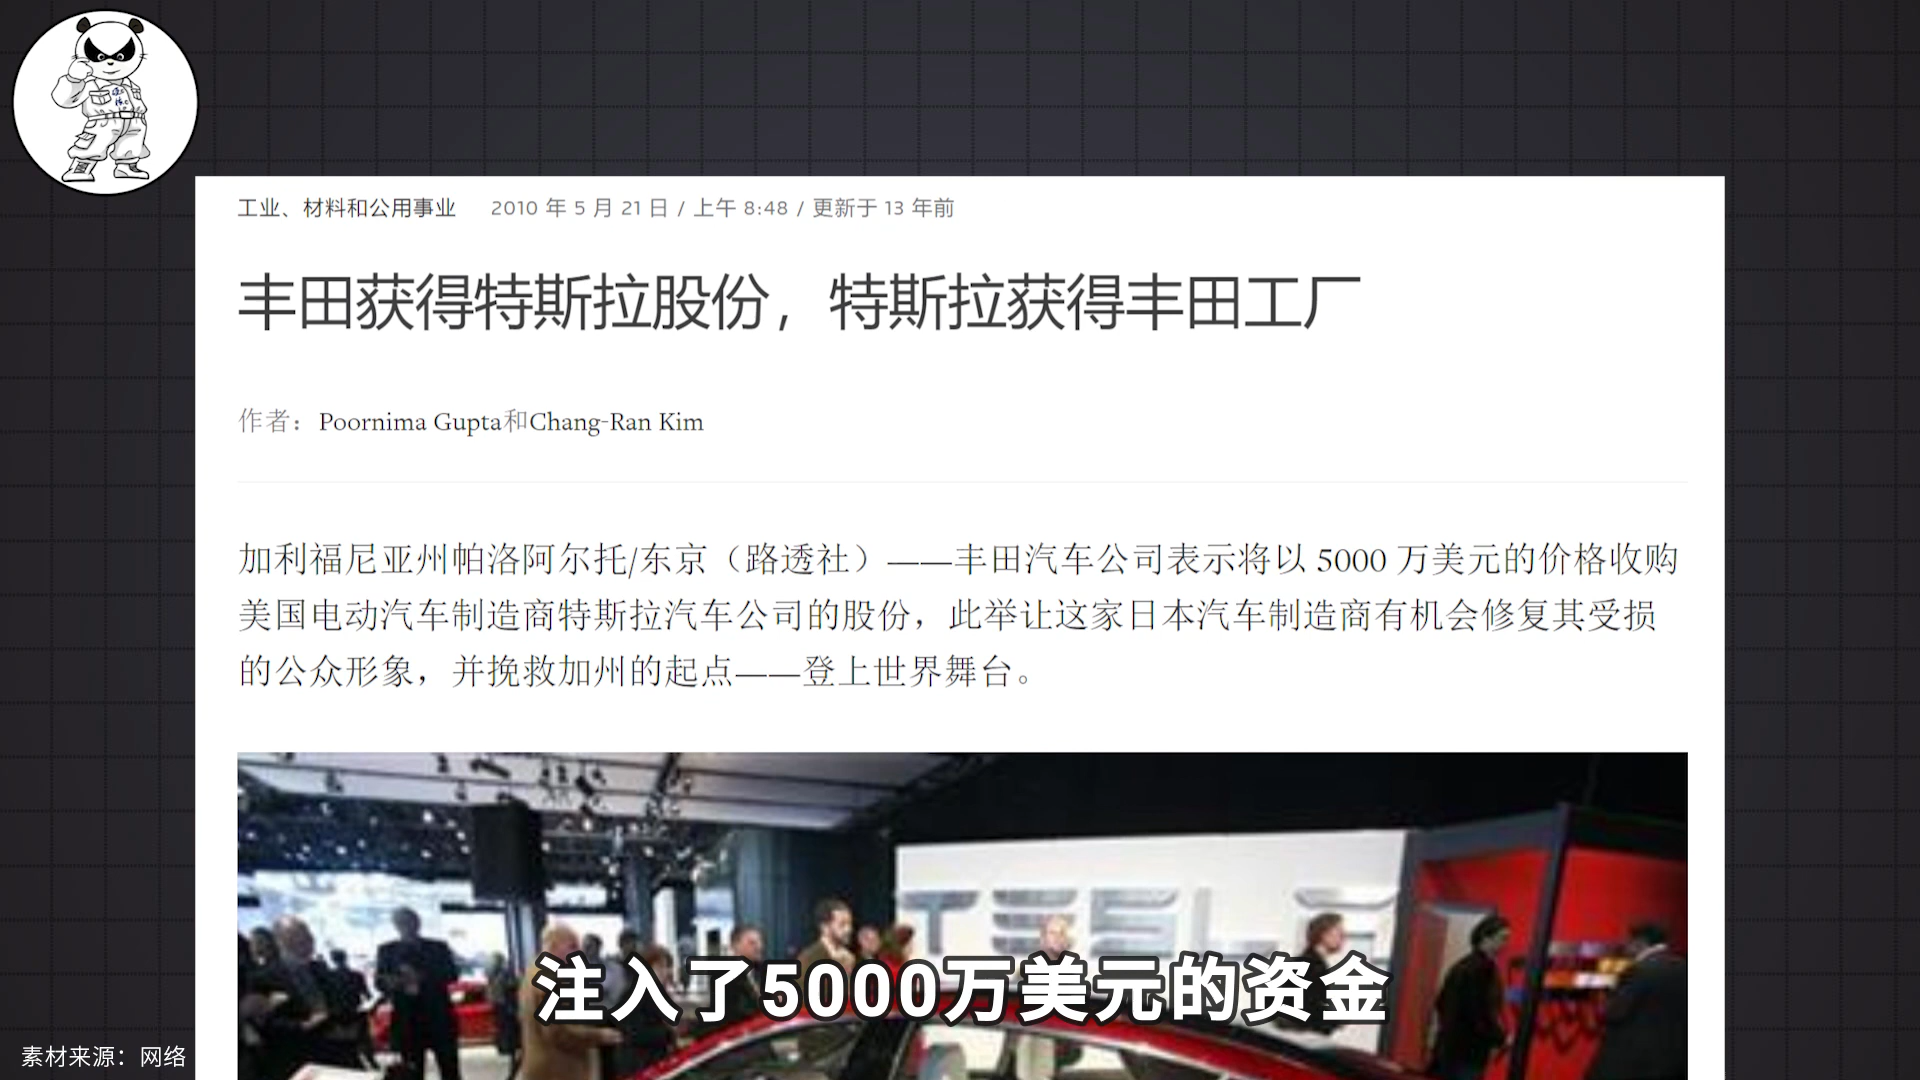 工业、材料和公用事业 2010 年 5 月 21 日 / 上午 8:48 / 更新于 13 年前
丰田获得特斯拉股份，特斯拉获得丰田工厂
作者：Poornima Gupta和Chang-Ran Kim
加利福尼亚州帕洛阿尔托/东京（路透社）——丰田汽车公司表示将以 5000 万美元的价格收购
美国电动汽车制造商特斯拉汽车公司的股份，此举让这家日本汽车制造商有机会修复其受损
的公众形象，并挽救加州的起点——登上世界舞台。
TESLA
注入了5000万美元的资金
素材来源：网络